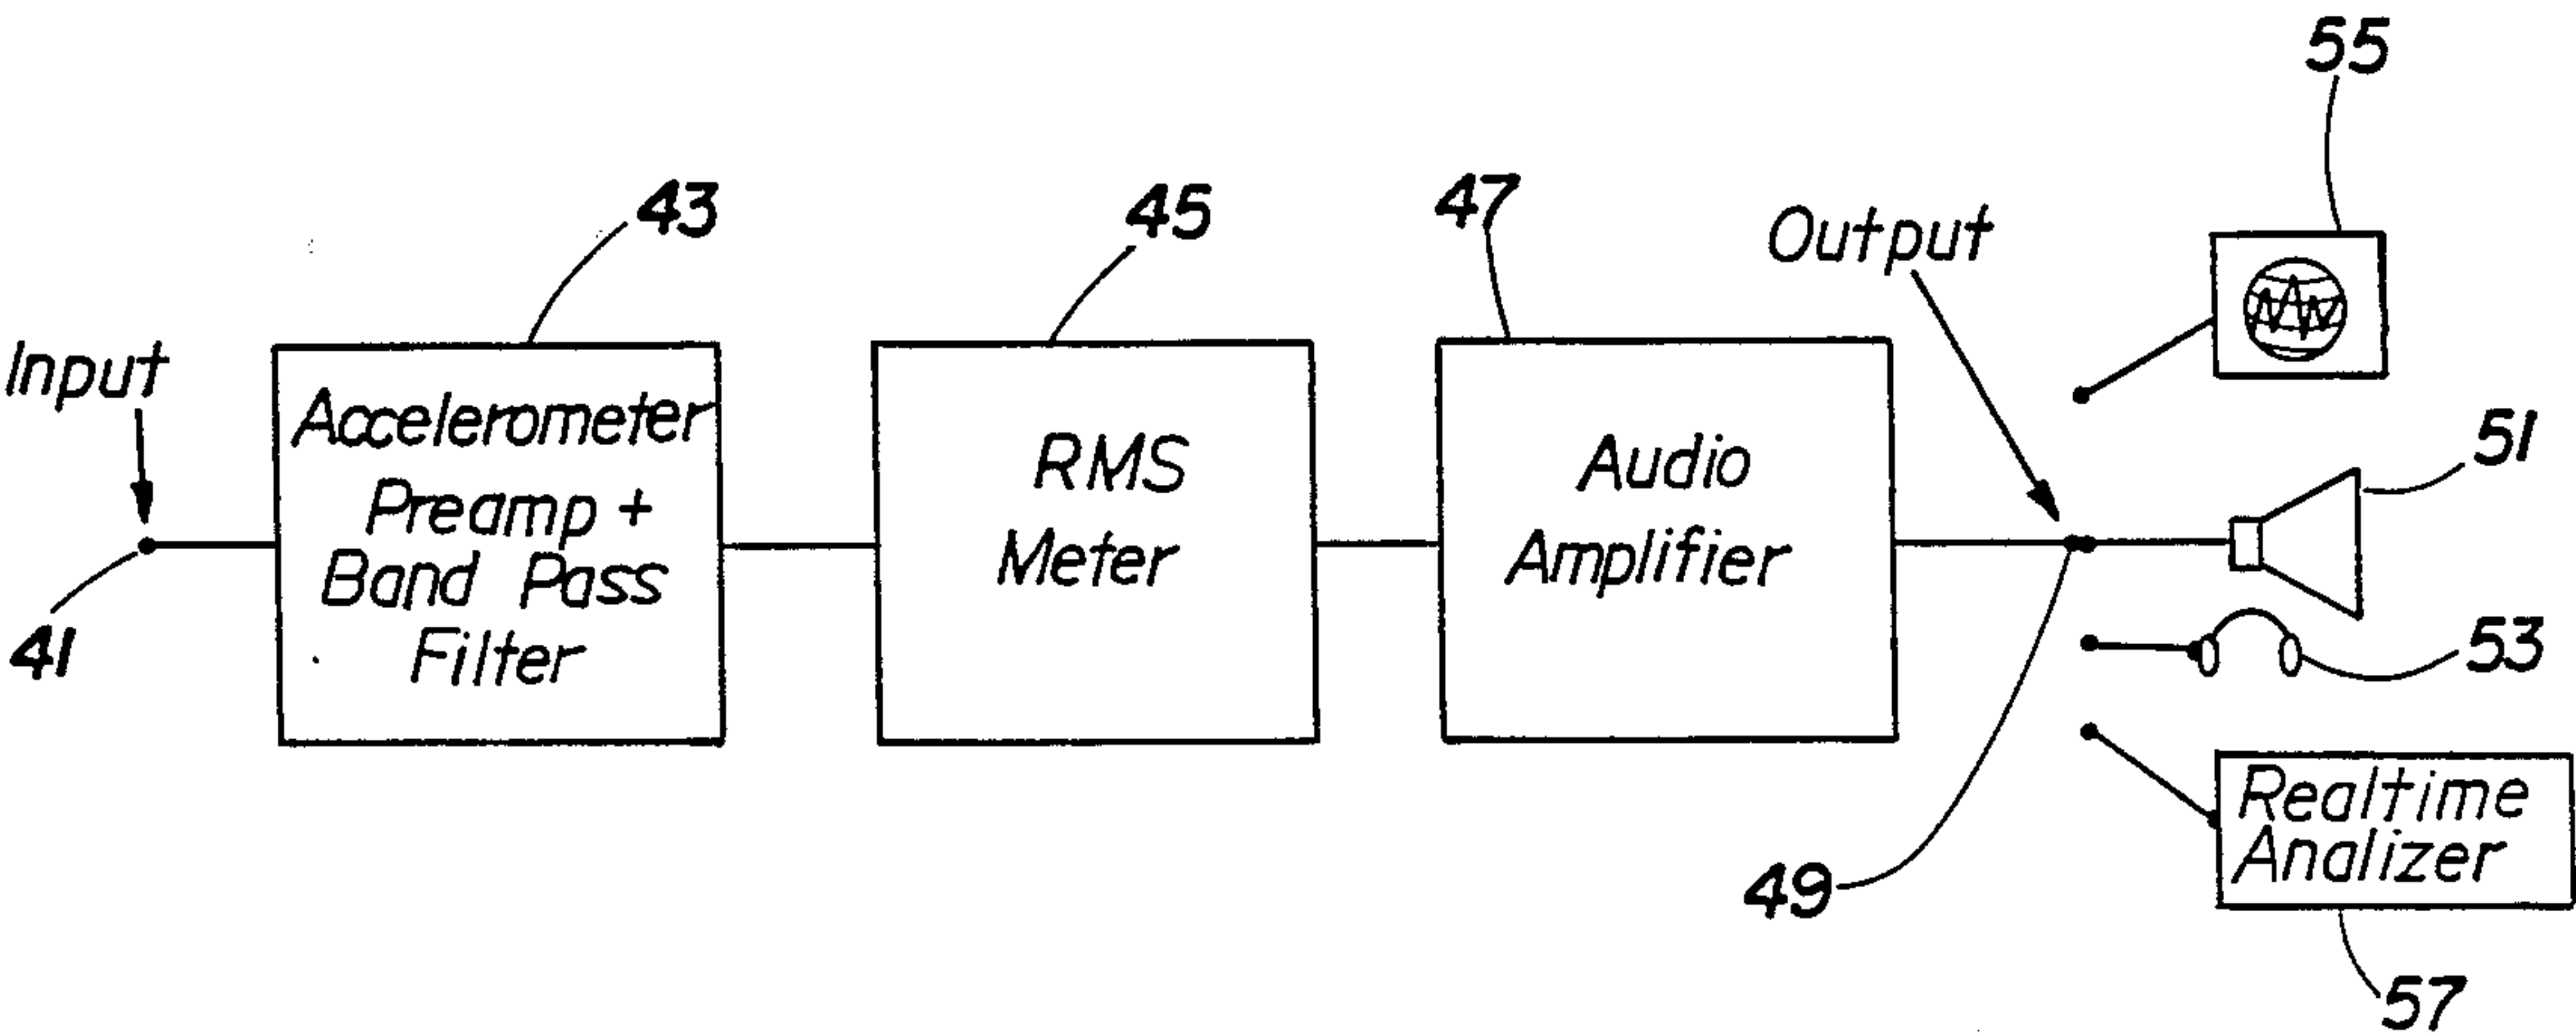 55
43
45
47
Output
Input
Accelerometer
Preamp +
Band Pass
Filter
RMS
Meter
Audio
Amplifier
51
41
53
Realtime
Analizer
49
57